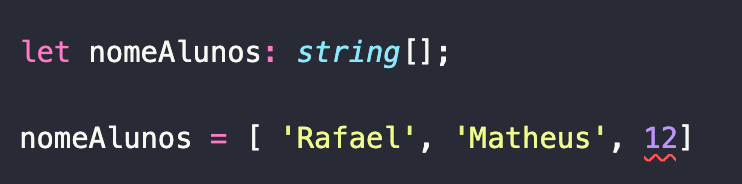 let nomeAlunos: string[];
nomeAlunos = [ 'Rafael', 'Matheus', 12]